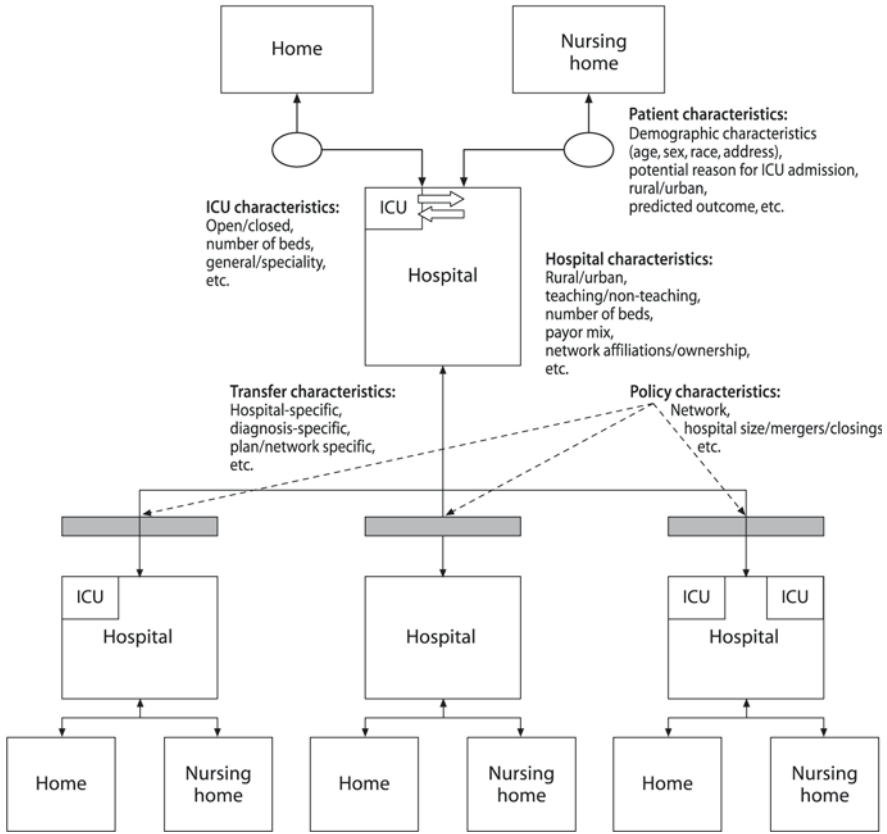 Home
Nursing
home
Patient characteristics:
Demographic characteristics
(age, sex, race, address),
potential reason for ICU admission,
rural/urban,
predicted outcome, etc.
ICU characteristics:
Open/closed,
number of beds,
general/speciality,
etc.
ICU
Hospital
Hospital characteristics:
Rural/urban,
teaching/non-teaching,
number of beds,
payor mix,
network affiliations/ownership,
etc.
Transfer characteristics:
Hospital-specific,
diagnosis-specific,
plan/network specific,
etc.
Policy characteristics:
Network,
hospital size/mergers/closings
etc.
ICU
Hospital
Hospital
ICU
ICU
Hospital
Home
Nursing
home
Home
Nursing
home
Home
Nursing
home